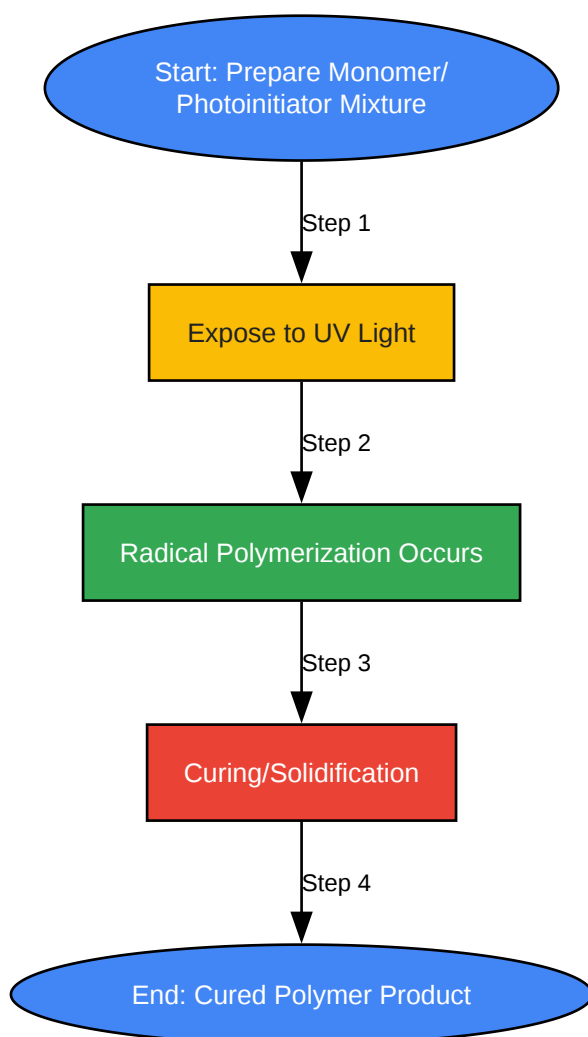 Start: Prepare Monomer/
Photoinitiator Mixture
Step 1
Expose to UV Light
Step 2
Radical Polymerization Occurs
Step 3
Curing/Solidification
Step 4
End: Cured Polymer Product